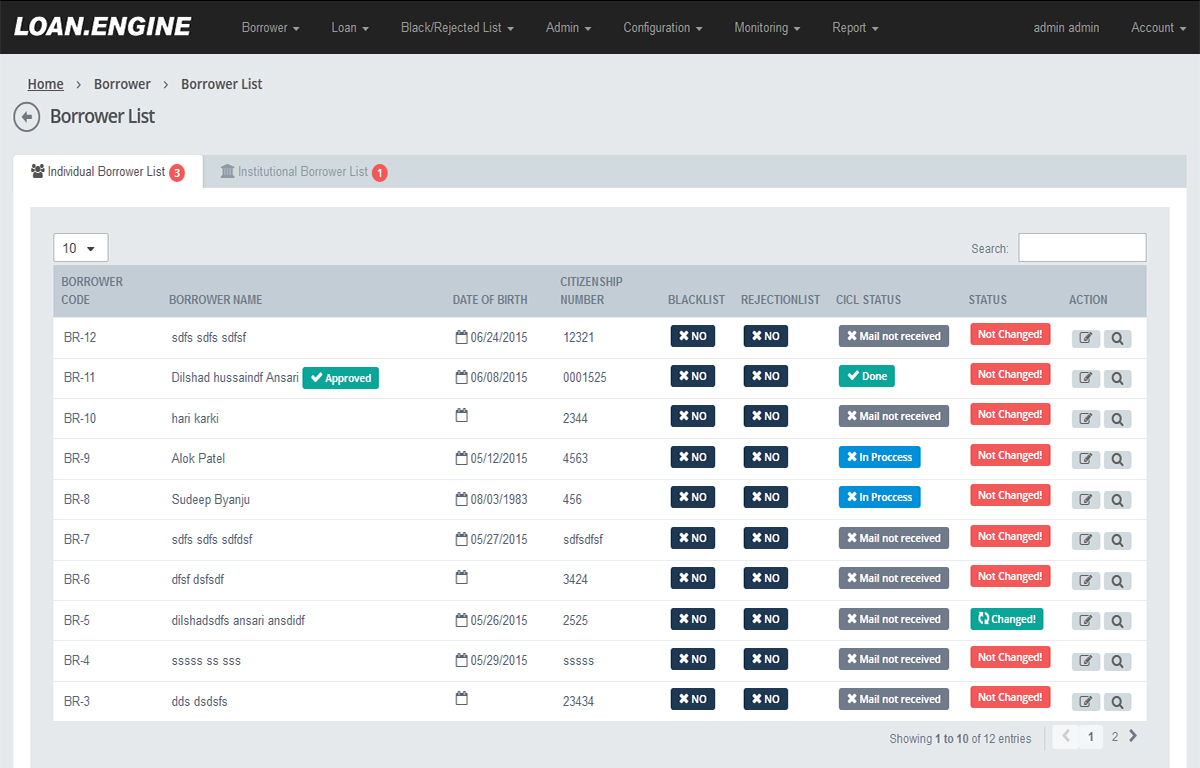 LOAN.ENGINE Borrower Loan Black/Rejected List Admin Configuration Monitoring Report admin admin Account
Home > Borrower > Borrower List
Borrower List
Individual Borrower List 3 Institutional Borrower List 1
10 Search:
BORROWER CODE BORROWER NAME DATE OF BIRTH CITIZENSHIP NUMBER BLACKLIST REJECTIONLIST CICL STATUS STATUS ACTION
BR-12 sdfs sdfs sdfsf 06/24/2015 12321 NO NO Mail not received Not Changed!
BR-11 Dilshad hussaindf Ansari Approved 06/08/2015 0001525 NO NO Done Not Changed!
BR-10 hari karki 2344 NO NO Mail not received Not Changed!
BR-9 Alok Patel 05/12/2015 4563 NO NO In Proccess Not Changed!
BR-8 Sudeep Byanju 08/03/1983 456 NO NO In Proccess Not Changed!
BR-7 sdfs sdfs sdfdsf 05/27/2015 sdfsdfsf NO NO Mail not received Not Changed!
BR-6 dfsf dsfsdf 3424 NO NO Mail not received Not Changed!
BR-5 dilshadsdfs ansari ansdidf 05/26/2015 2525 NO NO Mail not received Changed!
BR-4 sssss ss sss 05/29/2015 sssss NO NO Mail not received Not Changed!
BR-3 dds dsdsfs 23434 NO NO Mail not received Not Changed!
Showing 1 to 10 of 12 entries < 1 2 >